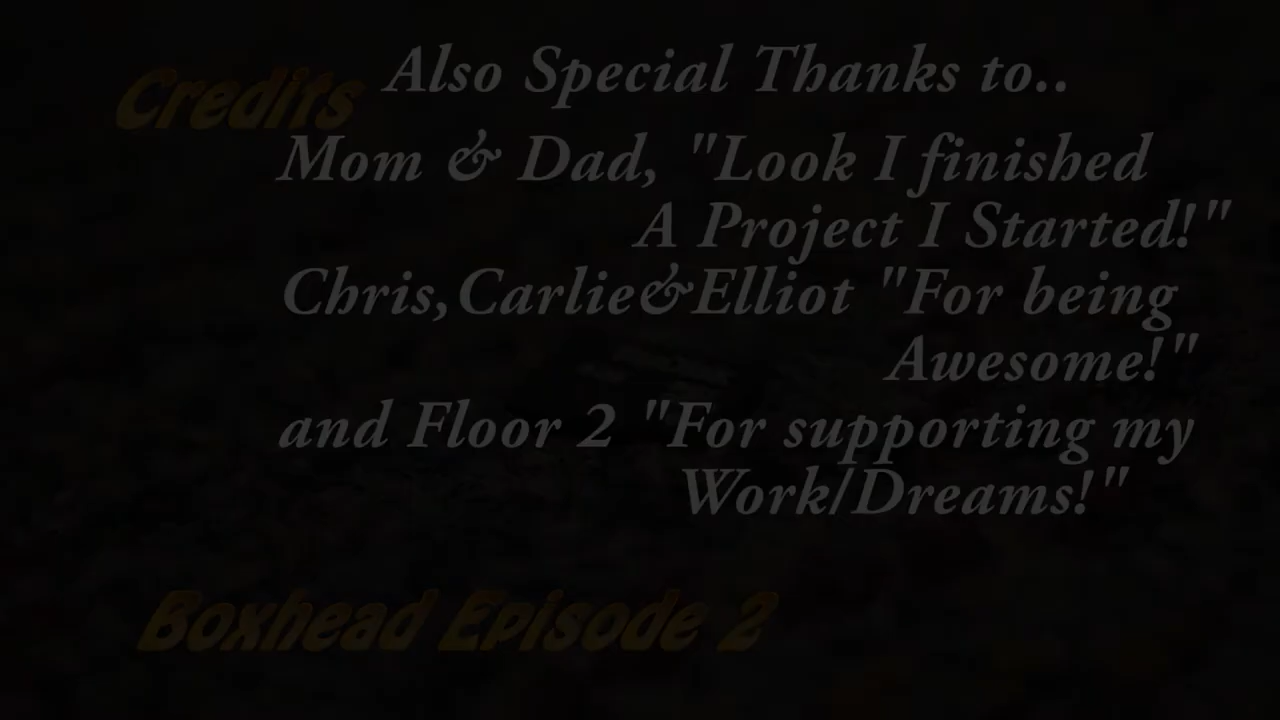 Credits
Also Special Thanks to..
Mom & Dad, "Look I finished
A Project I Started!"
Chris,Carlie&Elliot "For being
Awesome!"
and Floor 2 "For supporting my
Work/Dreams!"
Boxhead Episode 2